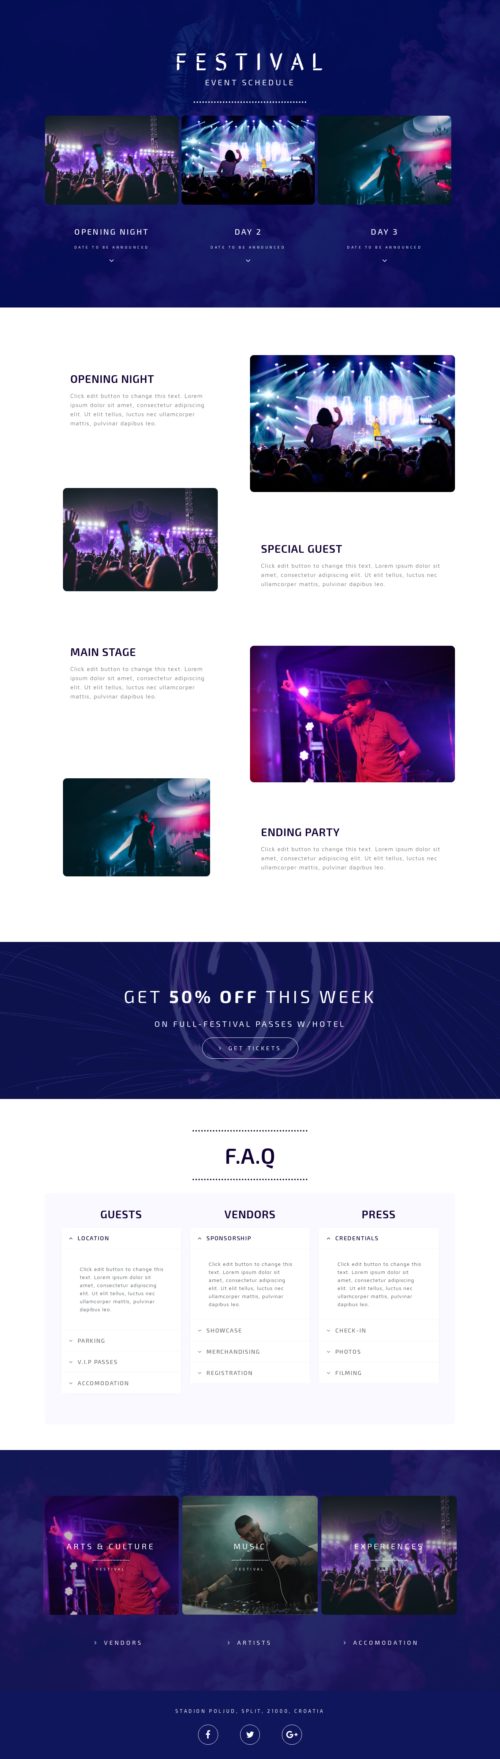 FESTIVAL
EVENT SCHEDULE
OPENING NIGHT
DATE TO BE ANNOUNCED
DAY 2
DATE TO BE ANNOUNCED
DAY 3
DATE TO BE ANNOUNCED
OPENING NIGHT
Click edit button to change this text. Lorem
ipsum dolor sit amet, consectetur adipiscing
elit. Ut elit tellus, luctus nec ullamcorper
mattis, pulvinar dapibus leo.
SPECIAL GUEST
Click edit button to change this text. Lorem ipsum dolor sit
amet, consectetur adipiscing elit. Ut elit tellus, luctus nec
ullamcorper mattis, pulvinar dapibus leo.
MAIN STAGE
Click edit button to change this text. Lorem
ipsum dolor sit amet, consectetur adipiscing
elit. Ut elit tellus, luctus nec ullamcorper
mattis, pulvinar dapibus leo.
ENDING PARTY
Click edit button to change this text. Lorem ipsum dolor sit
amet, consectetur adipiscing elit. Ut elit tellus, luctus nec
ullamcorper mattis, pulvinar dapibus leo.
GET 50% OFF THIS WEEK
ON FULL-FESTIVAL PASSES W/HOTEL
GET TICKETS
F.A.Q
GUESTS
LOCATION
Click edit button to change this
text. Lorem ipsum dolor sit
amet, consectetur adipiscing
elit. Ut elit tellus, luctus nec
ullamcorper mattis, pulvinar
dapibus leo.
PARKING
V.I.P PASSES
ACCOMODATION
VENDORS
SPONSORSHIP
Click edit button to change this
text. Lorem ipsum dolor sit
amet, consectetur adipiscing
elit. Ut elit tellus, luctus nec
ullamcorper mattis, pulvinar
dapibus leo.
SHOWCASE
MERCHANDISING
REGISTRATION
PRESS
CREDENTIALS
Click edit button to change this
text. Lorem ipsum dolor sit
amet, consectetur adipiscing
elit. Ut elit tellus, luctus nec
ullamcorper mattis, pulvinar
dapibus leo.
CHECK-IN
PHOTOS
FILMING
ARTS & CULTURE
FESTIVAL
MUSIC
FESTIVAL
EXPERIENCES
FESTIVAL
VENDORS
ARTISTS
ACCOMODATION
STADION POLJUD, SPLIT, 21000, CROATIA